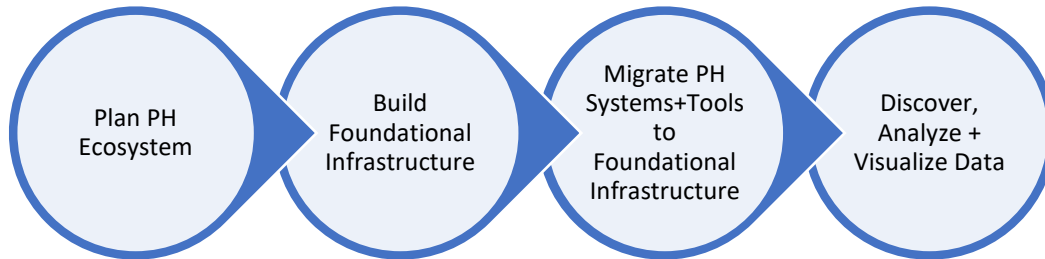 Plan PH
Ecosystem
Build
Foundational
Infrastructure
Migrate PH
Systems+Tools
to
Foundational
Infrastructure
Discover,
Analyze +
Visualize Data